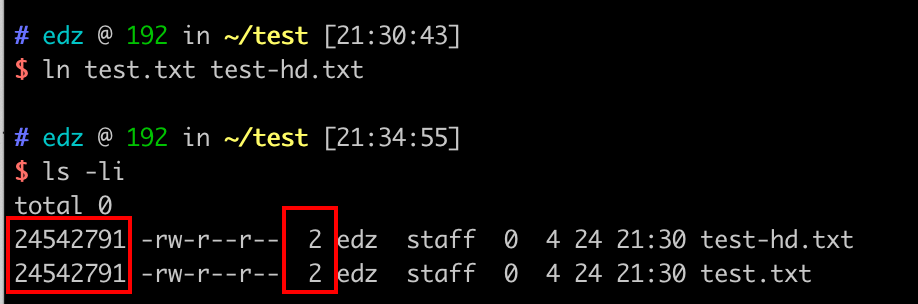 # edz @ 192 in ~/test [21:30:43]
$ ln test.txt test-hd.txt
# edz @ 192 in ~/test [21:34:55]
$ ls -li
total 0
24542791 -rw-r--r--  2 edz  staff  0  4 24 21:30 test-hd.txt
24542791 -rw-r--r--  2 edz  staff  0  4 24 21:30 test.txt